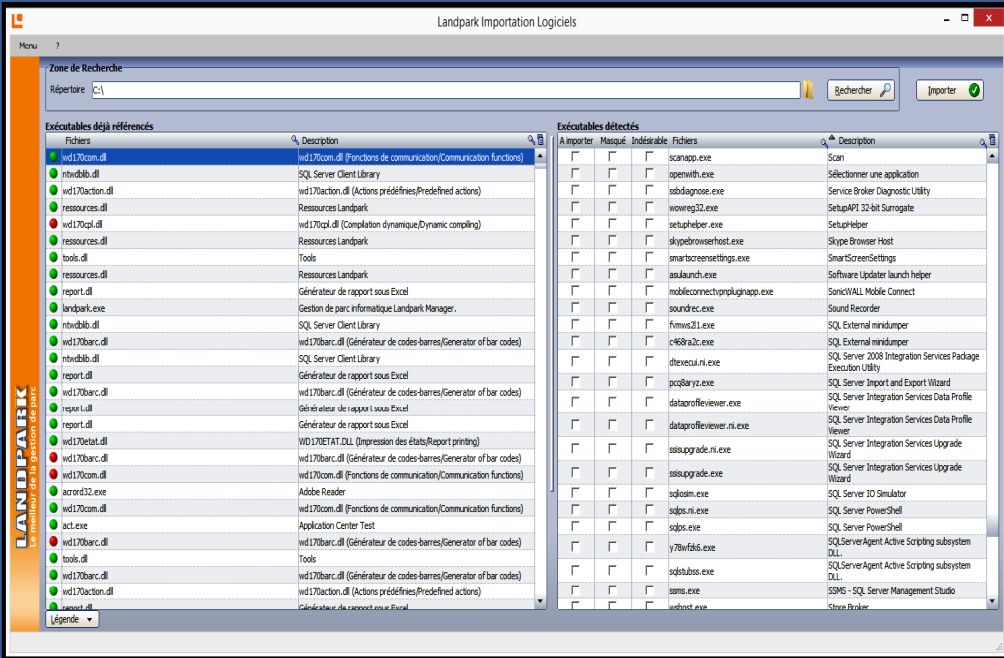 Landpark Importation Logiciels
Menu ?
Zone de Recherche
Répertoire C:\ Rechercher Importer
Exécutables déjà référencés
Fichiers Description
wd170com.dll wd170com.dll (Fonctions de communication/Communication functions)
ntwdblib.dll SQL Server Client Library
wd170action.dll wd170action.dll (Actions prédéfinies/Predefined actions)
ressources.dll Ressources Landpark
wd170cpl.dll wd170cpl.dll (Compilation dynamique/Dynamic compiling)
ressources.dll Ressources Landpark
tools.dll Tools
ressources.dll Ressources Landpark
report.dll Générateur de rapport sous Excel
landpark.exe Gestion de parc informatique Landpark Manager.
ntwdblib.dll SQL Server Client Library
wd170barc.dll wd170barc.dll (Générateur de codes-barres/Generator of bar codes)
ntwdblib.dll SQL Server Client Library
report.dll Générateur de rapport sous Excel
wd170barc.dll wd170barc.dll (Générateur de codes-barres/Generator of bar codes)
report.dll Générateur de rapport sous Excel
report.dll Générateur de rapport sous Excel
wd170etat.dll WD170ETAT.DLL (Impression des états/Report printing)
wd170barc.dll wd170barc.dll (Générateur de codes-barres/Generator of bar codes)
wd170com.dll wd170com.dll (Fonctions de communication/Communication functions)
acrord32.exe Adobe Reader
wd170com.dll wd170com.dll (Fonctions de communication/Communication functions)
act.exe Application Center Test
wd170barc.dll wd170barc.dll (Générateur de codes-barres/Generator of bar codes)
tools.dll Tools
wd170barc.dll wd170barc.dll (Générateur de codes-barres/Generator of bar codes)
wd170action.dll wd170action.dll (Actions prédéfinies/Predefined actions)
report.dll Générateur de rapport sous Excel
Légende
Exécutables détectés
A importer Masqué Indésirable Fichiers Description
scanapp.exe Scan
openwith.exe Sélectionner une application
ssbdiagnose.exe Service Broker Diagnostic Utility
wowreg32.exe SetupAPI 32-bit Surrogate
setuphelper.exe SetupHelper
skypebrowserhost.exe Skype Browser Host
smartscreensettings.exe SmartScreenSettings
asulaunch.exe Software Updater launch helper
mobileconnectvpnpluginapp.exe SonicWALL Mobile Connect
soundrec.exe Sound Recorder
fvmws2l1.exe SQL External minidumper
c468ra2c.exe SQL External minidumper
dtexecui.ni.exe SQL Server 2008 Integration Services Package
Execution Utility
pcq8aryz.exe SQL Server Import and Export Wizard
dataprofileviewer.exe SQL Server Integration Services Data Profile
Viewer
dataprofileviewer.ni.exe SQL Server Integration Services Data Profile
Viewer
ssisupgrade.ni.exe SQL Server Integration Services Upgrade
Wizard
ssisupgrade.exe SQL Server Integration Services Upgrade
Wizard
sqliosim.exe SQL Server IO Simulator
sqlps.ni.exe SQL Server PowerShell
sqlps.exe SQL Server PowerShell
y78wfzk6.exe SQLServerAgent Active Scripting subsystem
DLL.
sqlstubss.exe SQLServerAgent Active Scripting subsystem
DLL.
ssms.exe SSMS - SQL Server Management Studio
wshost.exe Store Broker
LANDPARK
Le meilleur de la gestion de parc